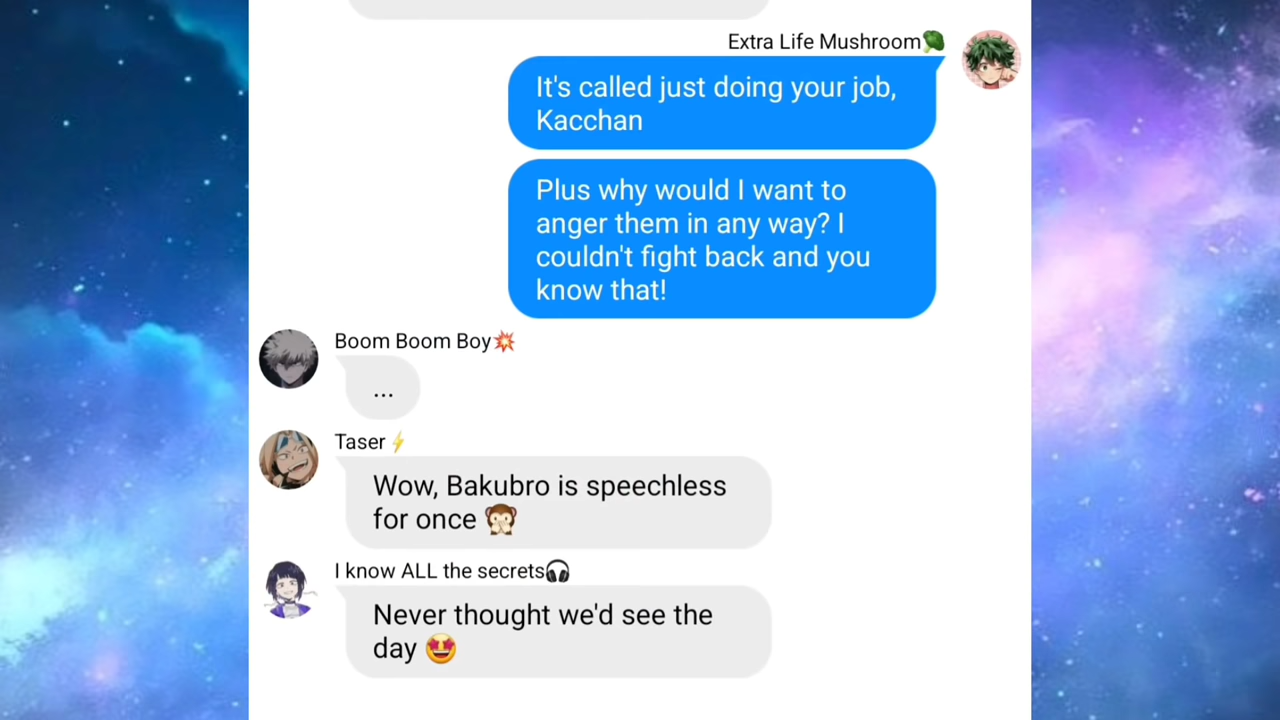 Extra Life Mushroom🥦
It's called just doing your job,
Kacchan
Plus why would I want to
anger them in any way? I
couldn't fight back and you
know that!
Boom Boom Boy💥
...
Taser⚡
Wow, Bakubro is speechless
for once 🙊
I know ALL the secrets🎧
Never thought we'd see the
day 🤩